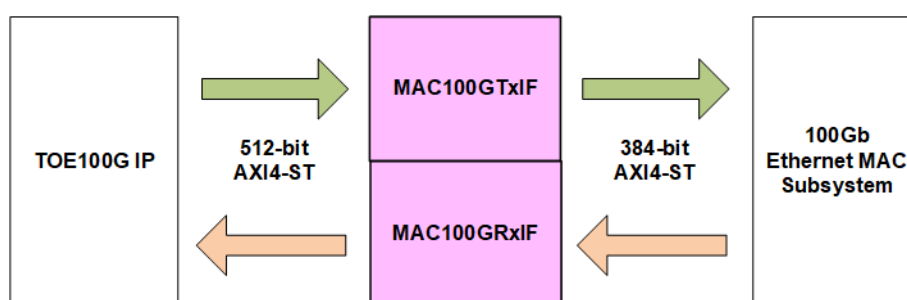 TOE100G IP
512-bit
AXI4-ST
MAC100GTxIF
MAC100GRxIF
384-bit
AXI4-ST
100Gb
Ethernet MAC
Subsystem